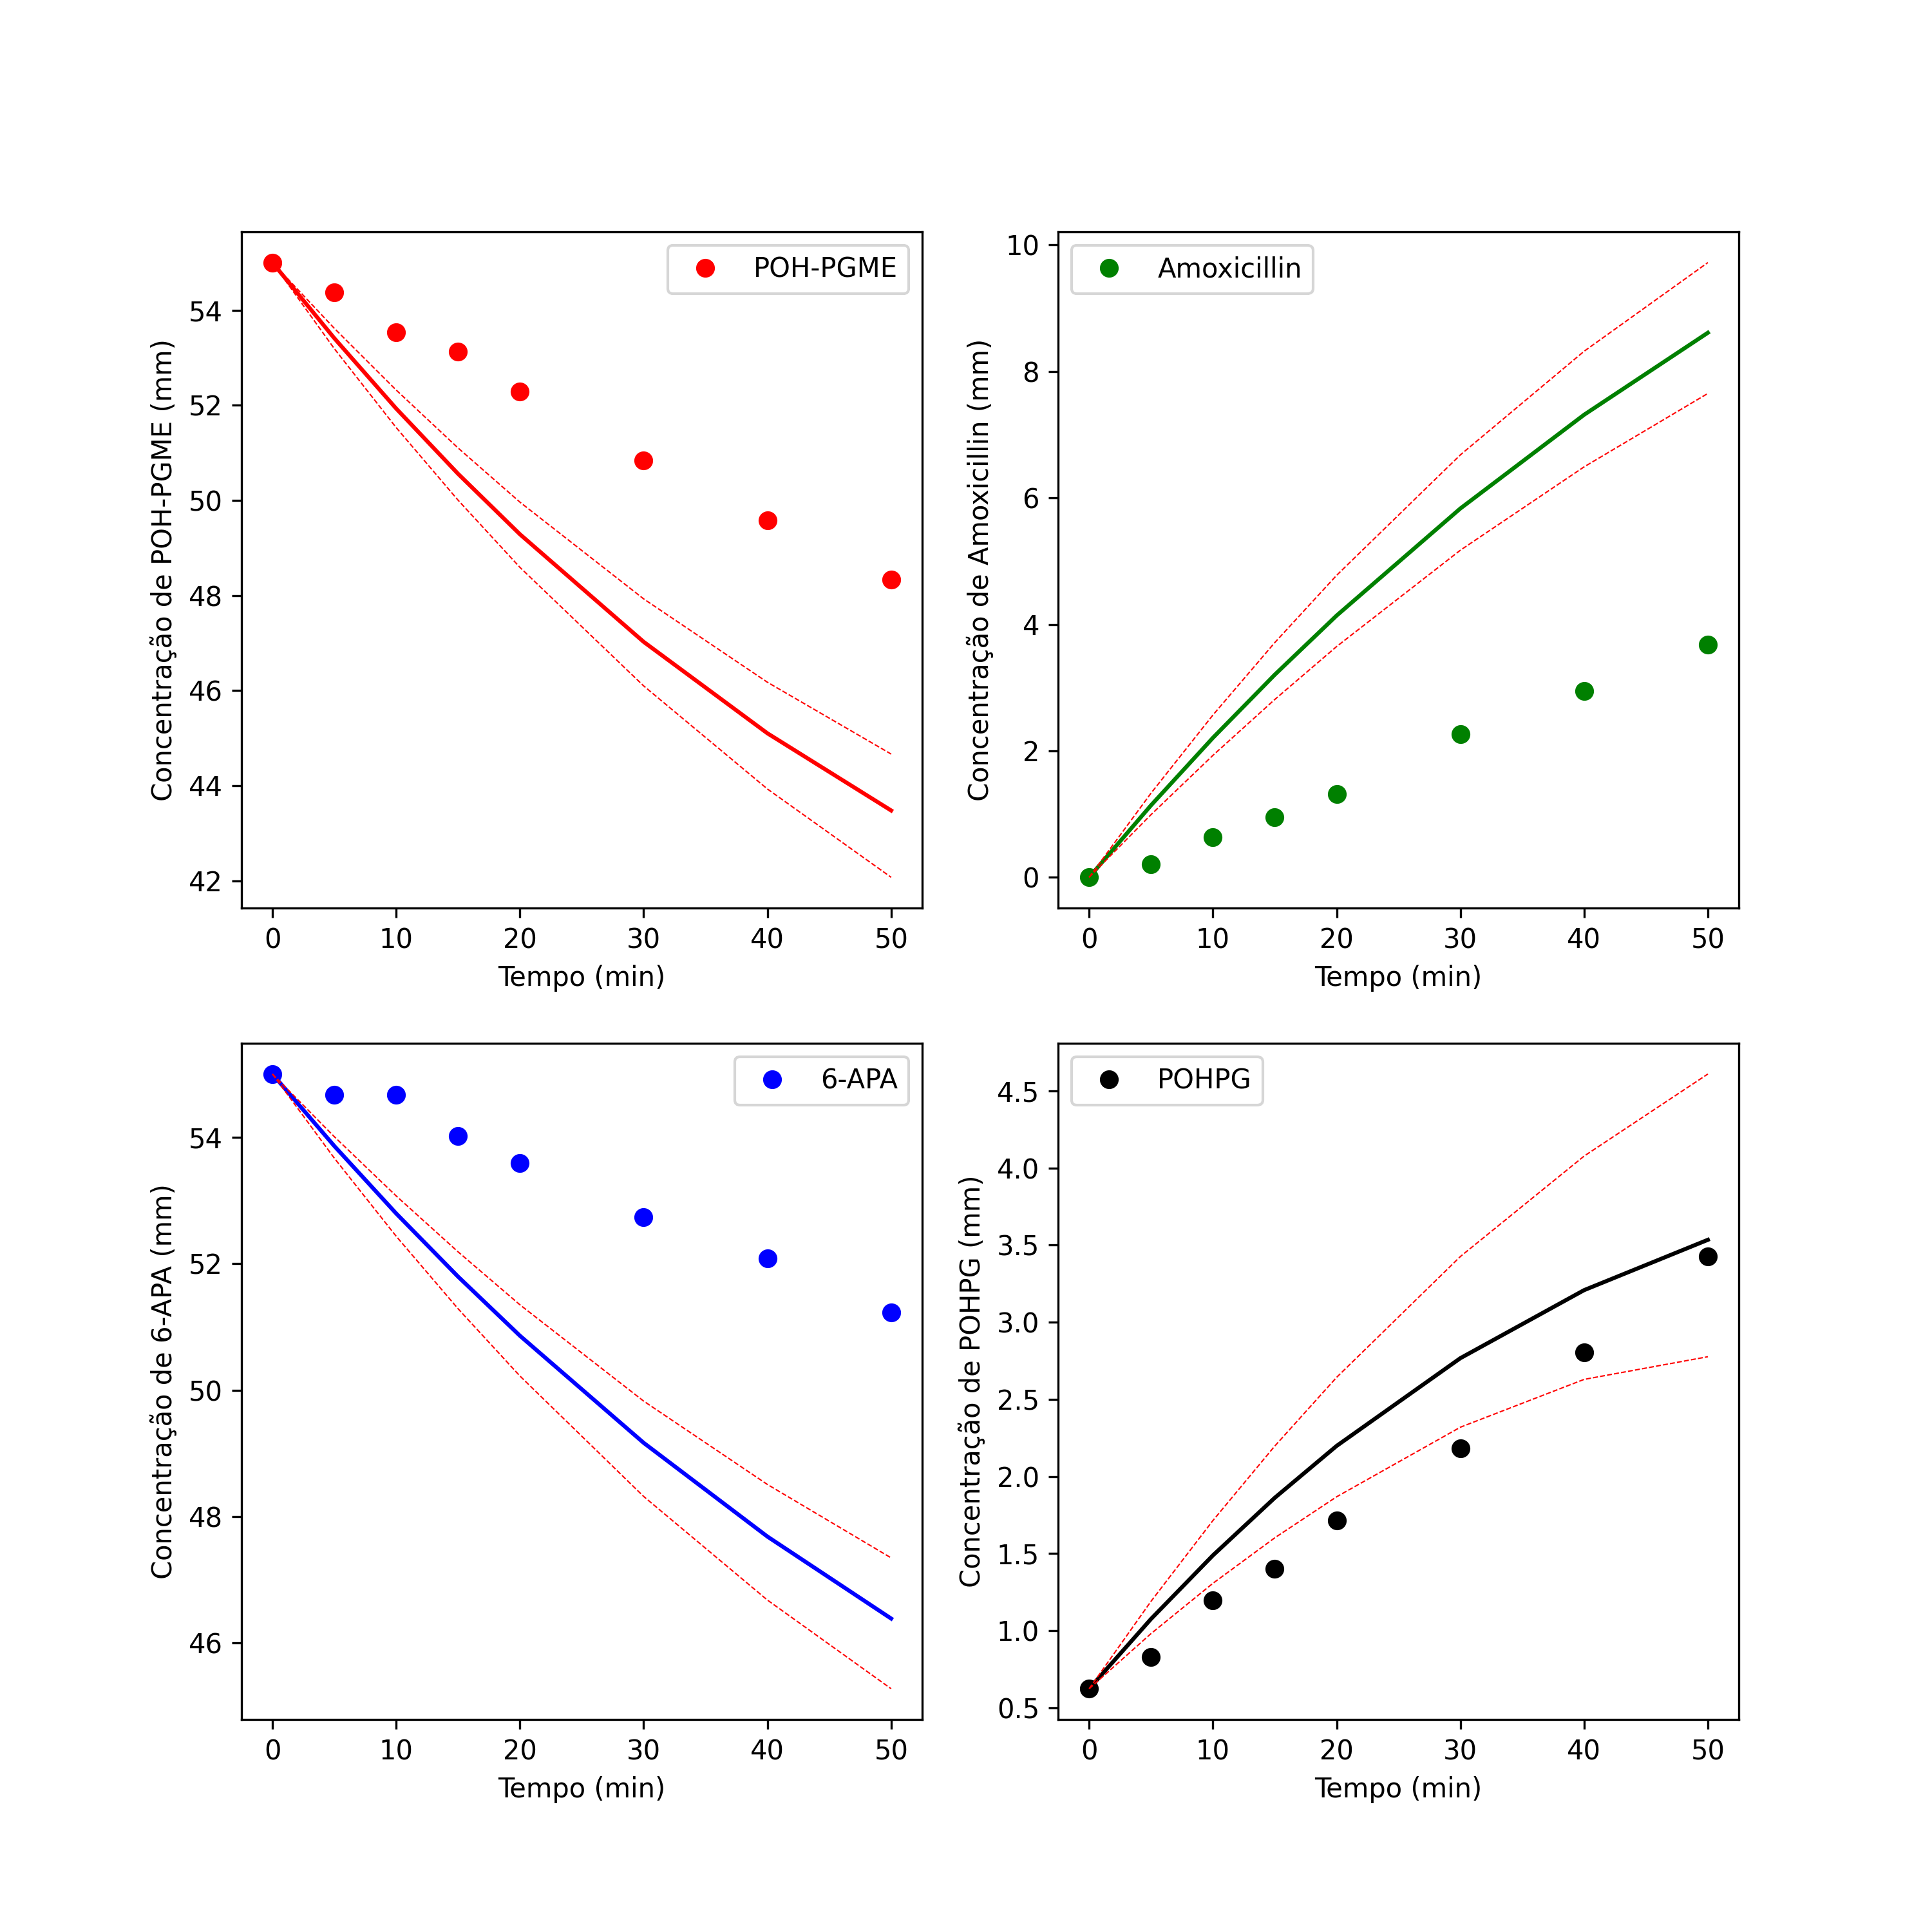 POH-PGME
Concentração de POH-PGME (mm)
54
52
50
48
46
44
42
0 10 20 30 40 50
Tempo (min)
Amoxicillin
Concentração de Amoxicillin (mm)
10
8
6
4
2
0
0 10 20 30 40 50
Tempo (min)
6-APA
Concentração de 6-APA (mm)
54
52
50
48
46
0 10 20 30 40 50
Tempo (min)
POHPG
Concentração de POHPG (mm)
4.5
4.0
3.5
3.0
2.5
2.0
1.5
1.0
0.5
0 10 20 30 40 50
Tempo (min)